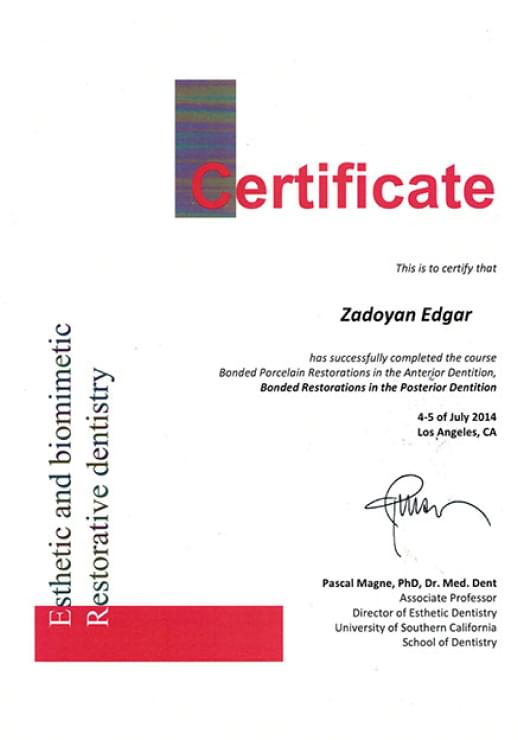 Certificate
This is to certify that
Zadoyan Edgar
has successfully completed the course
Bonded Porcelain Restorations in the Anterior Dentition,
Bonded Restorations in the Posterior Dentition
4-5 of July 2014
Los Angeles, CA
Pascal Magne, PhD, Dr. Med. Dent
Associate Professor
Director of Esthetic Dentistry
University of Southern California
School of Dentistry
Esthetic and biomimetic
Restorative dentistry